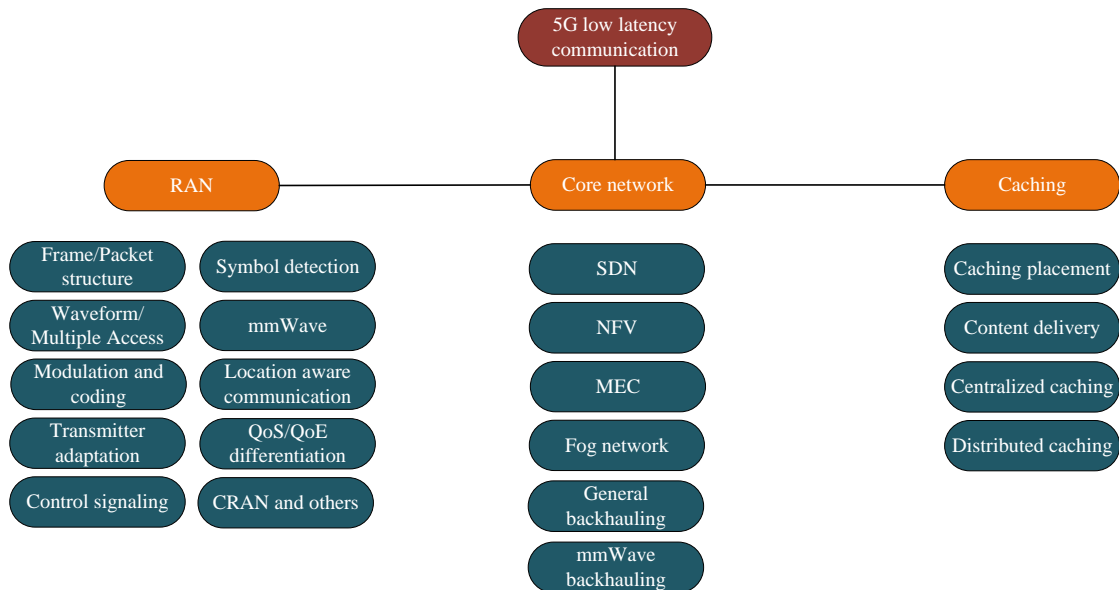 5G low latency
communication
RAN
Core network
Caching
Frame/Packet
structure
Waveform/
Multiple Access
Modulation and
coding
Transmitter
adaptation
Control signaling
Symbol detection
mmWave
Location aware
communication
QoS/QoE
differentiation
CRAN and others
SDN
NFV
MEC
Fog network
General
backhauling
mmWave
backhauling
Caching placement
Content delivery
Centralized caching
Distributed caching